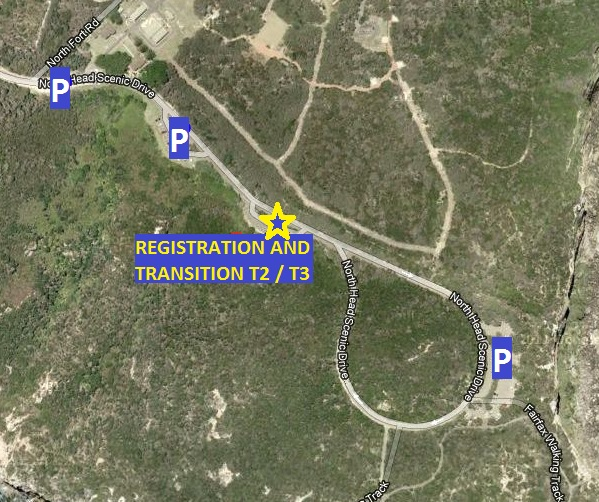 North Fort Rd
North Head Scenic Drive
P
P
REGISTRATION AND
TRANSITION T2 / T3
North Head Scenic Drive
North Head Scenic Drive
P
Fairfax Walking Track
Track